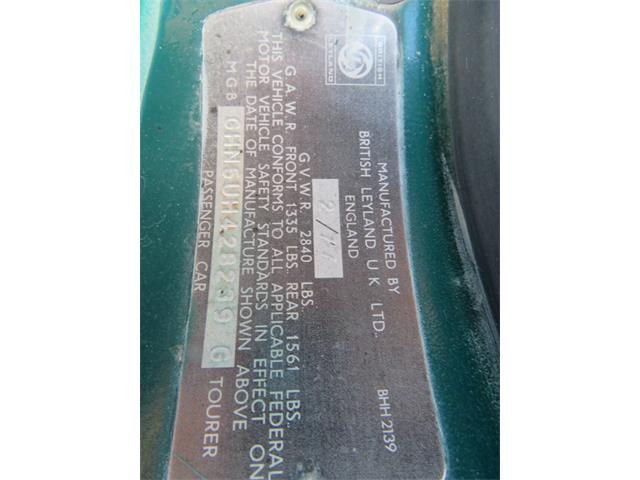 BRITISH
LEYLAND
MANUFACTURED BY
BRITISH LEYLAND U K LTD.
ENGLAND
BHH 2139
2/77
G.V.W.R. 2840 LBS.
G.A.W.R. FRONT 1335 LBS. REAR 1561 LBS.
THIS VEHICLE CONFORMS TO ALL APPLICABLE FEDERAL
MOTOR VEHICLE SAFETY STANDARDS IN EFFECT ON
THE DATE OF MANUFACTURE SHOWN ABOVE
MGB GHN5UH428239 G TOURER
PASSENGER CAR